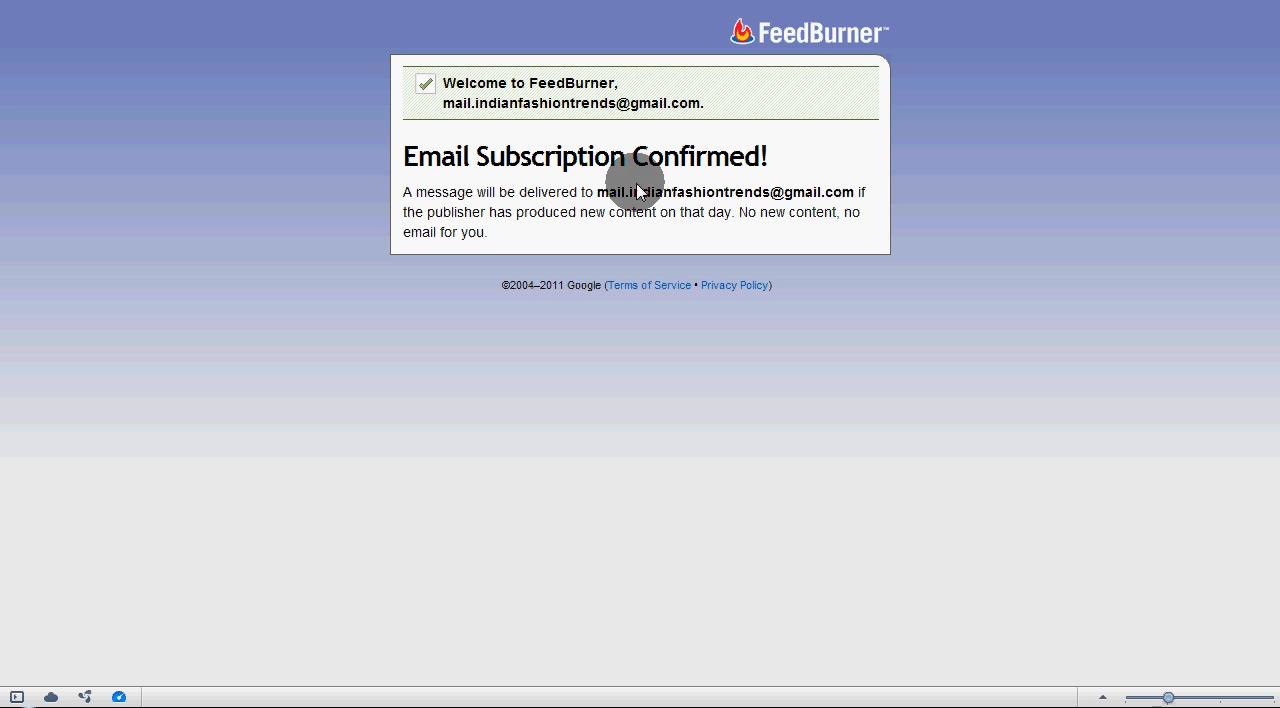 FeedBurner™
Welcome to FeedBurner,
mail.indianfashiontrends@gmail.com.
Email Subscription Confirmed!
A message will be delivered to mail.indianfashiontrends@gmail.com if
the publisher has produced new content on that day. No new content, no
email for you.
©2004–2011 Google (Terms of Service • Privacy Policy)